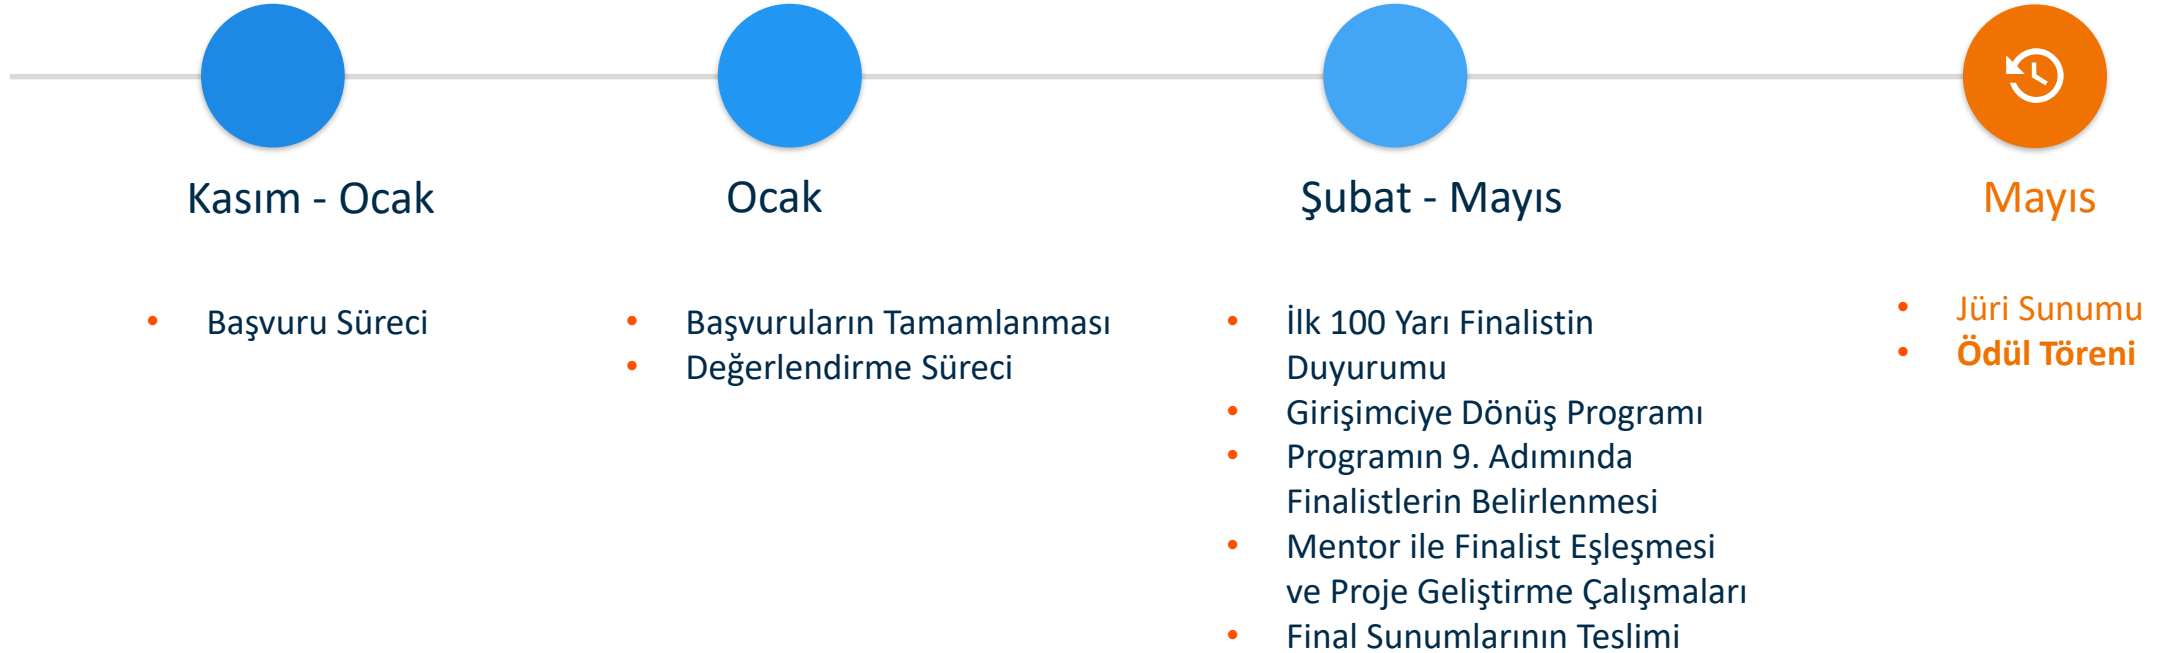 Kasım - Ocak
• Başvuru Süreci
Ocak
• Başvuruların Tamamlanması
• Değerlendirme Süreci
Şubat - Mayıs
• İlk 100 Yarı Finalistin
Duyurumu
• Girişimciye Dönüş Programı
• Programın 9. Adımında
Finalistlerin Belirlenmesi
• Mentor ile Finalist Eşleşmesi
ve Proje Geliştirme Çalışmaları
• Final Sunumlarının Teslimi
Mayıs
• Jüri Sunumu
• Ödül Töreni